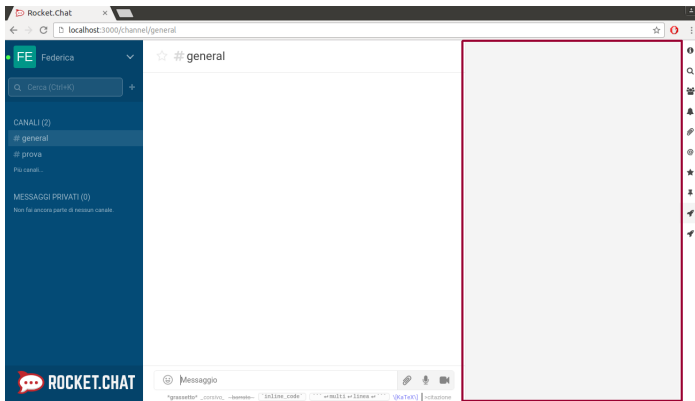 Rocket.Chat
localhost:3000/channel/general
FE Federica
Cerca (Ctrl+K)
CANALI (2)
# general
# prova
Più canali...
MESSAGGI PRIVATI (0)
Non fai ancora parte di nessun canale.
ROCKET.CHAT
# general
Messaggio
*grassetto* _corsivo_ ~barrato~ `inline_code` ```↵multi↵linea↵``` \[KaTeX\] >citazione